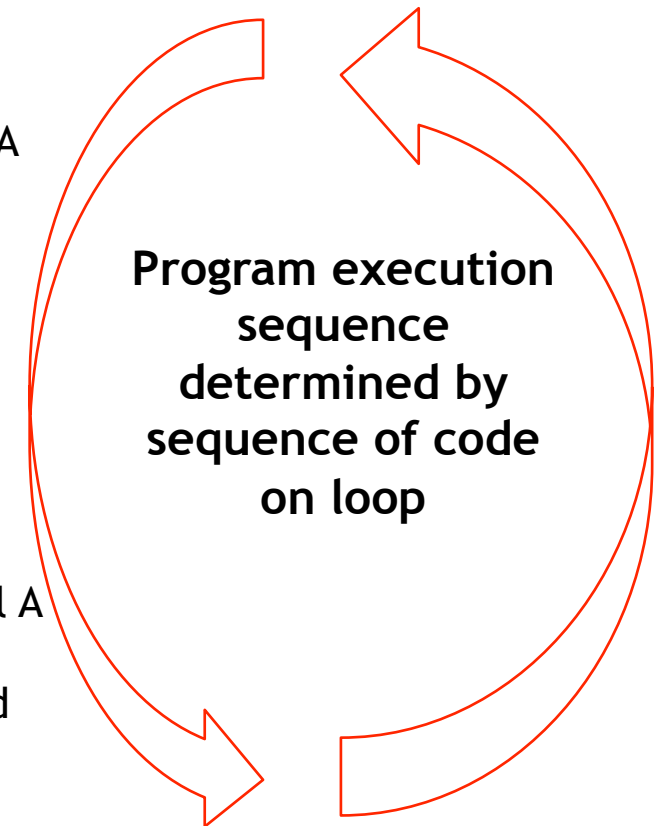 A
Program execution
sequence
determined by
sequence of code
on loop
A